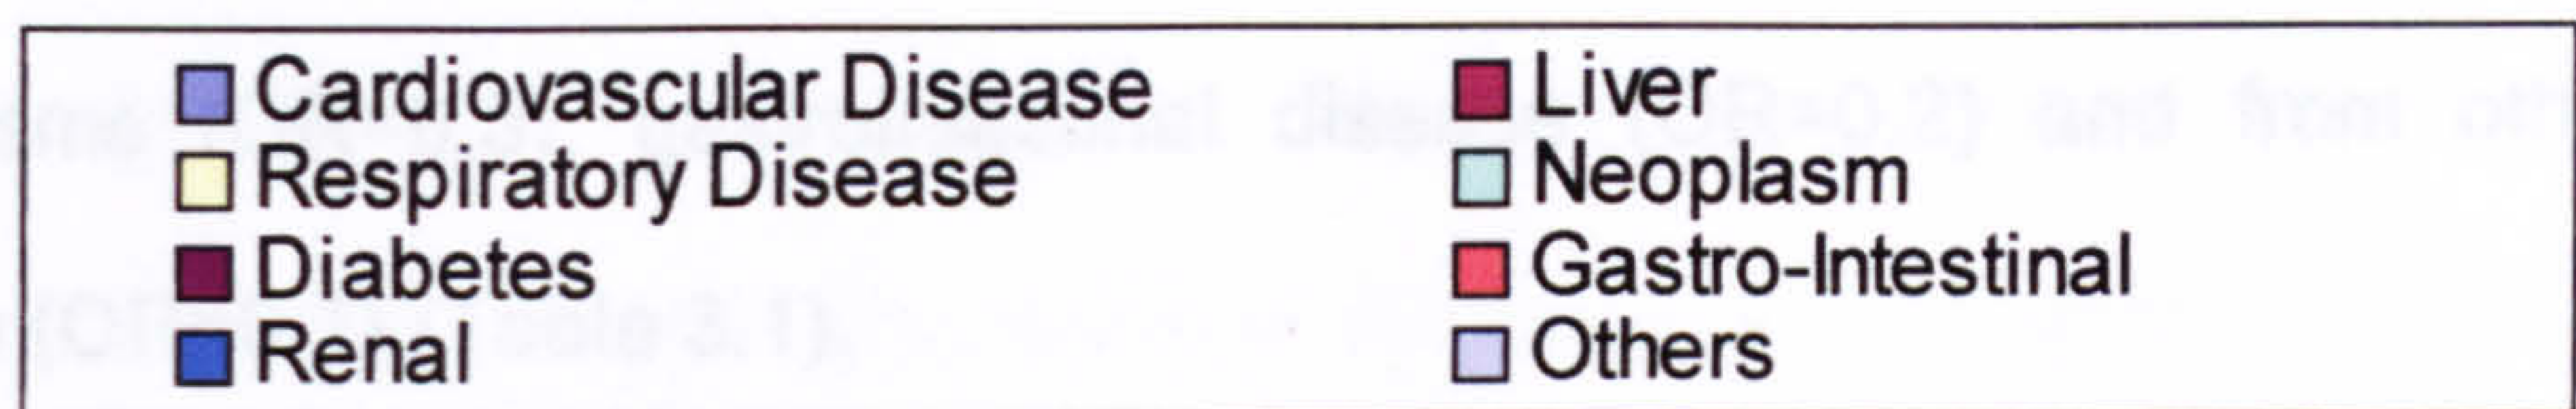 Cardiovascular Disease
Liver
Respiratory Disease
Neoplasm
Diabetes
Gastro-Intestinal
Renal
Others